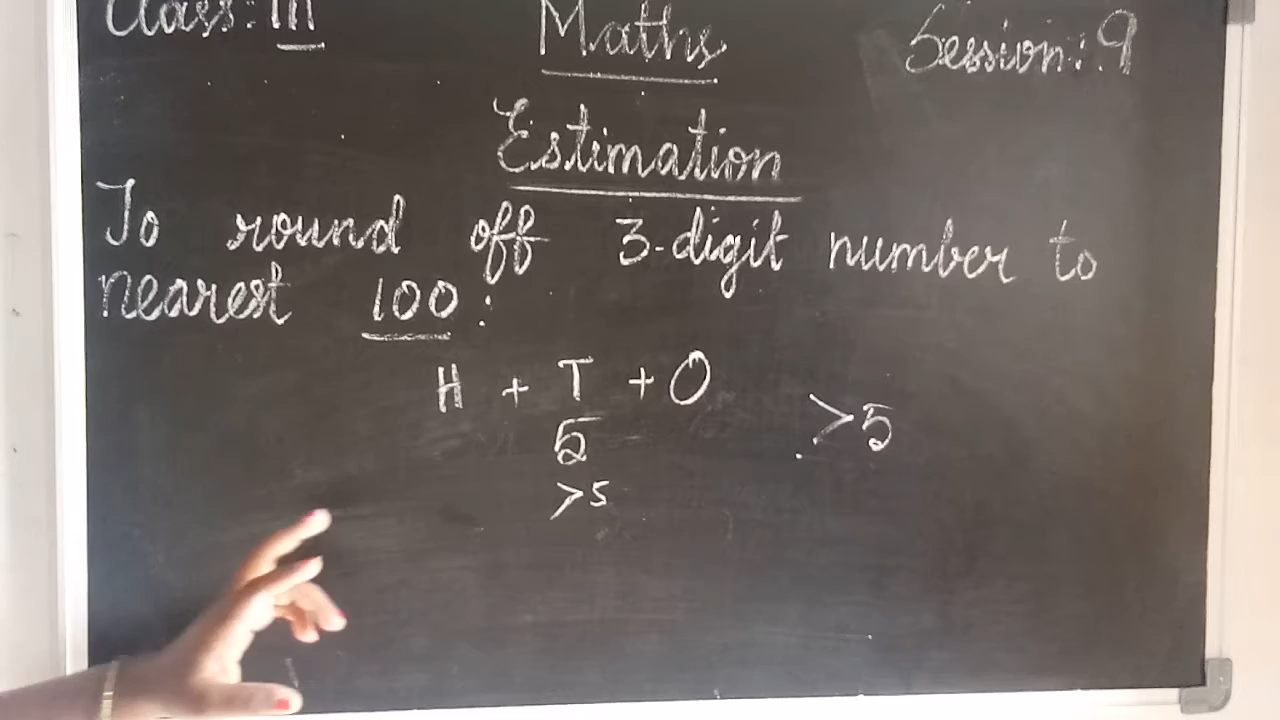 Class: III Maths Session: 9
Estimation
To round off 3-digit number to
nearest 100:
H + T + O
5 >5
>5